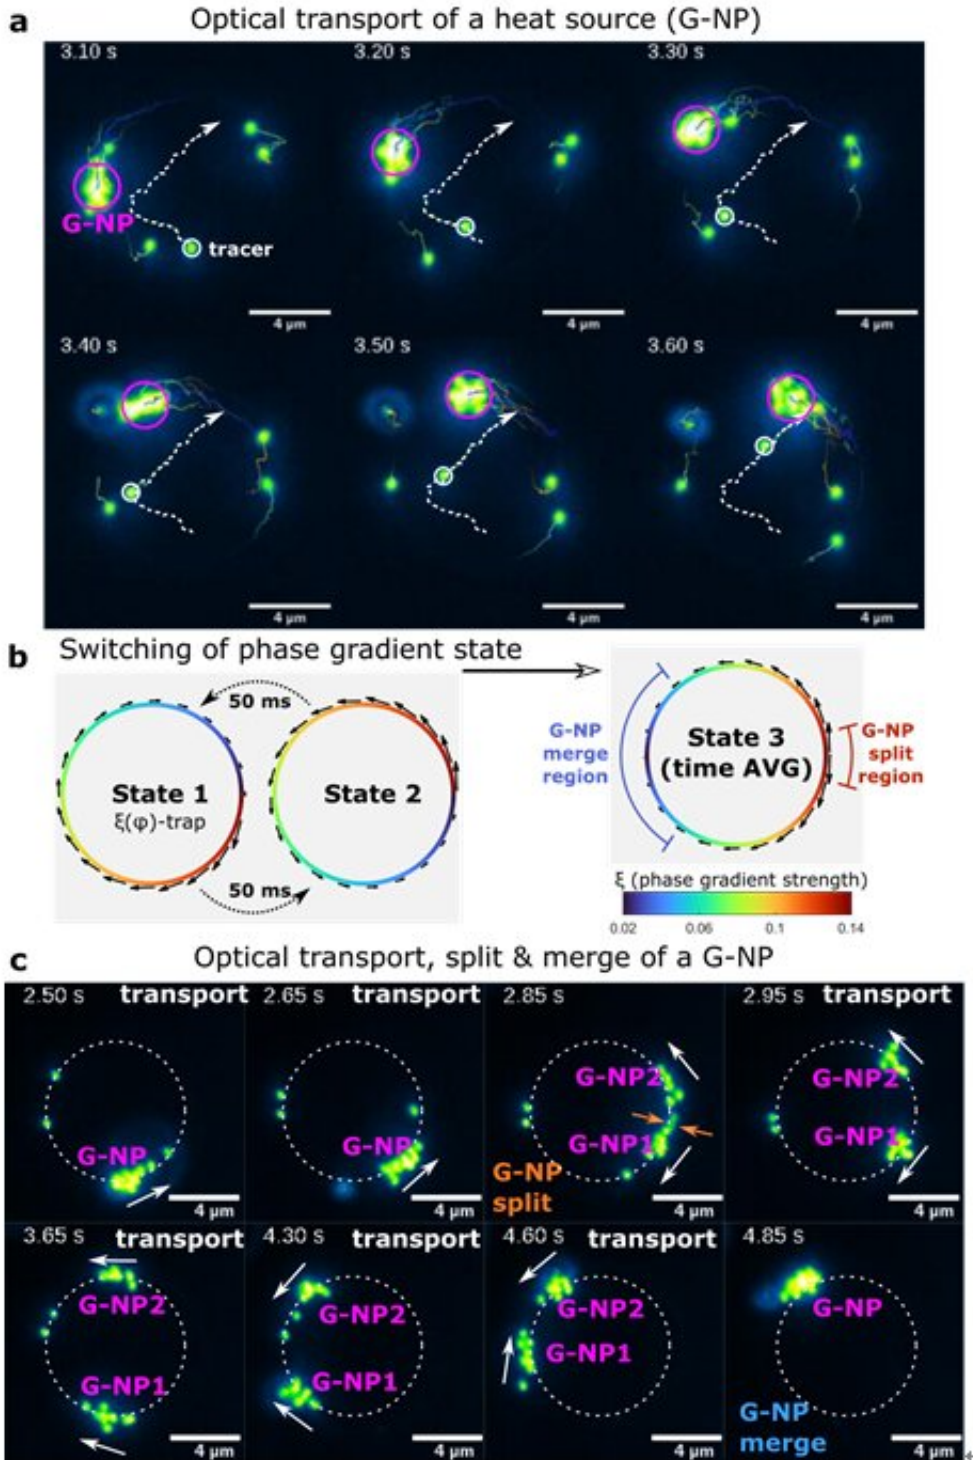 a Optical transport of a heat source (G-NP)
3.10 s 3.20 s 3.30 s
G-NP
tracer
4 μm 4 μm 4 μm
3.40 s 3.50 s 3.60 s
4 μm 4 μm 4 μm
b Switching of phase gradient state
50 ms
State 1
ξ(φ)-trap
State 2
50 ms
G-NP
merge
region
State 3
(time AVG)
G-NP
split
region
ξ (phase gradient strength)
0.02 0.06 0.1 0.14
c Optical transport, split & merge of a G-NP
2.50 s transport 2.65 s transport 2.85 s 2.95 s transport
G-NP G-NP G-NP2 G-NP1 G-NP2 G-NP1
G-NP
split
4 μm 4 μm 4 μm 4 μm
3.65 s transport 4.30 s transport 4.60 s transport 4.85 s
G-NP2 G-NP2 G-NP2 G-NP
G-NP1 G-NP1 G-NP1
G-NP
merge
4 μm 4 μm 4 μm 4 μm